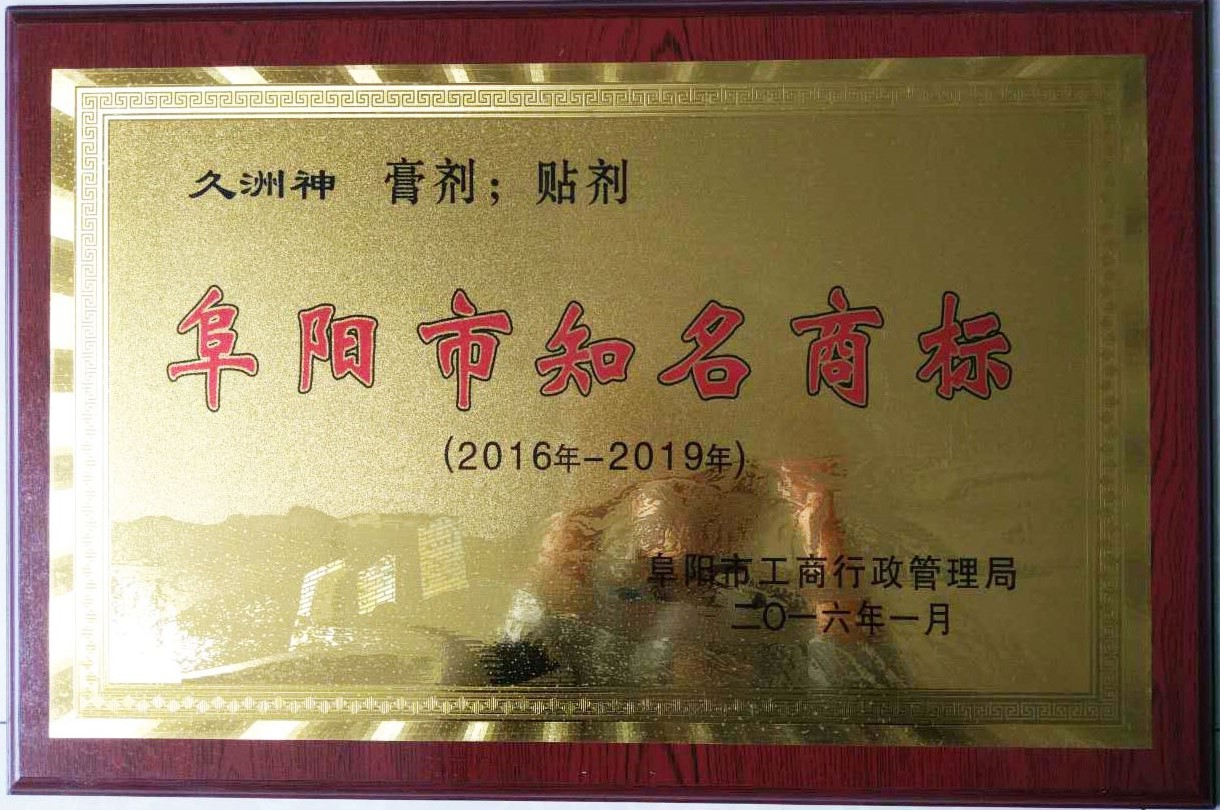 久洲神 膏剂；贴剂
阜阳市知名商标
(2016年-2019年)
阜阳市工商行政管理局
二〇一六年一月